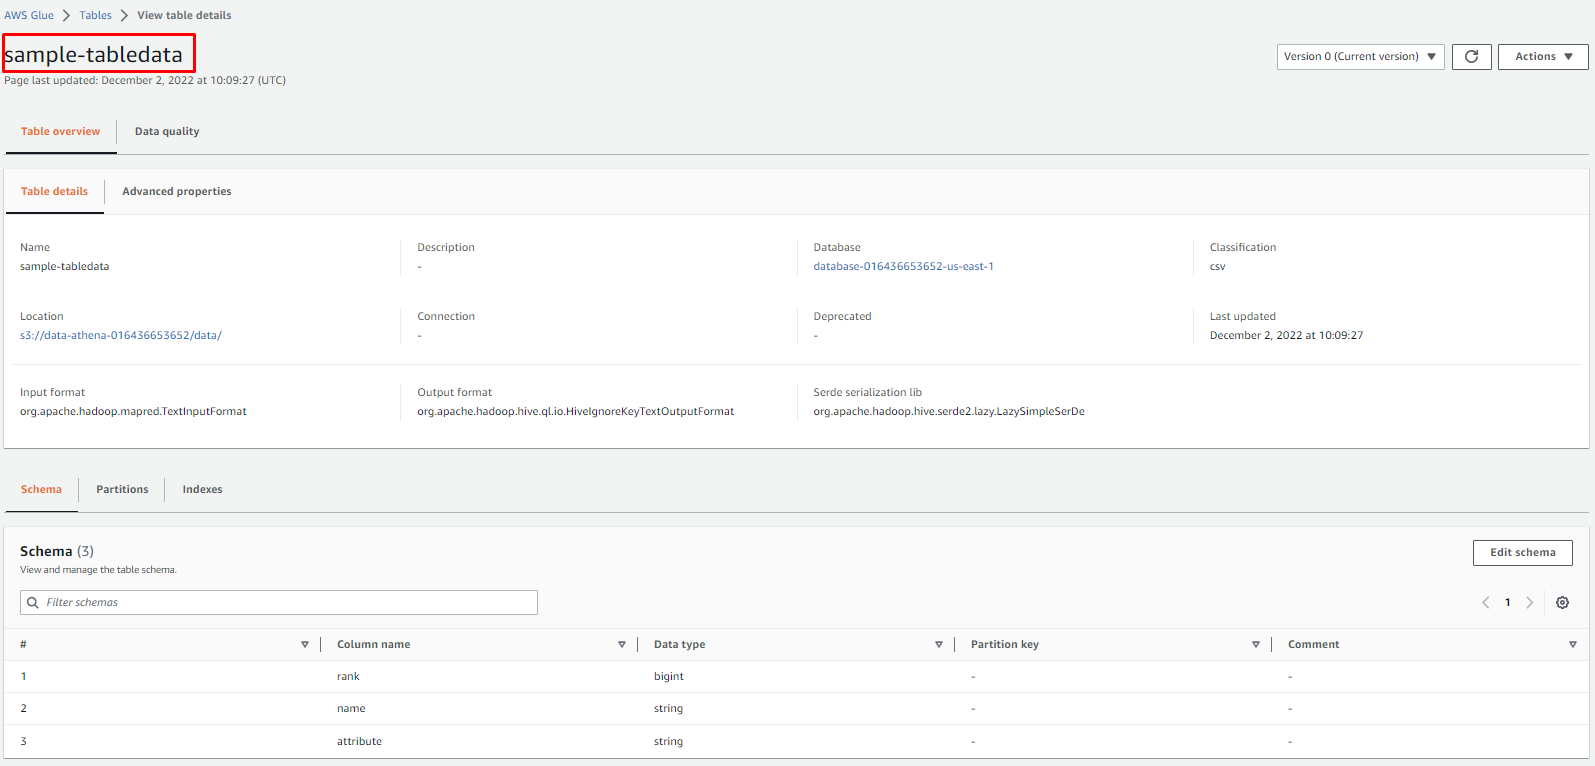 AWS Glue > Tables > View table details
sample-tabledata
Page last updated: December 2, 2022 at 10:09:27 (UTC)
Version 0 (Current version)
Actions
Table overview
Data quality
Table details
Advanced properties
Name
Description
Database
Classification
sample-tabledata
-
database-016436653652-us-east-1
csv
Location
Connection
Deprecated
Last updated
s3://data-athena-016436653652/data/
-
-
December 2, 2022 at 10:09:27
Input format
Output format
Serde serialization lib
org.apache.hadoop.mapred.TextInputFormat
org.apache.hadoop.hive.ql.io.HiveIgnoreKeyTextOutputFormat
org.apache.hadoop.hive.serde2.lazy.LazySimpleSerDe
Schema
Partitions
Indexes
Schema (3)
View and manage the table schema.
Edit schema
Filter schemas
< 1 >
# Column name Data type Partition key Comment
1 rank bigint - -
2 name string - -
3 attribute string - -